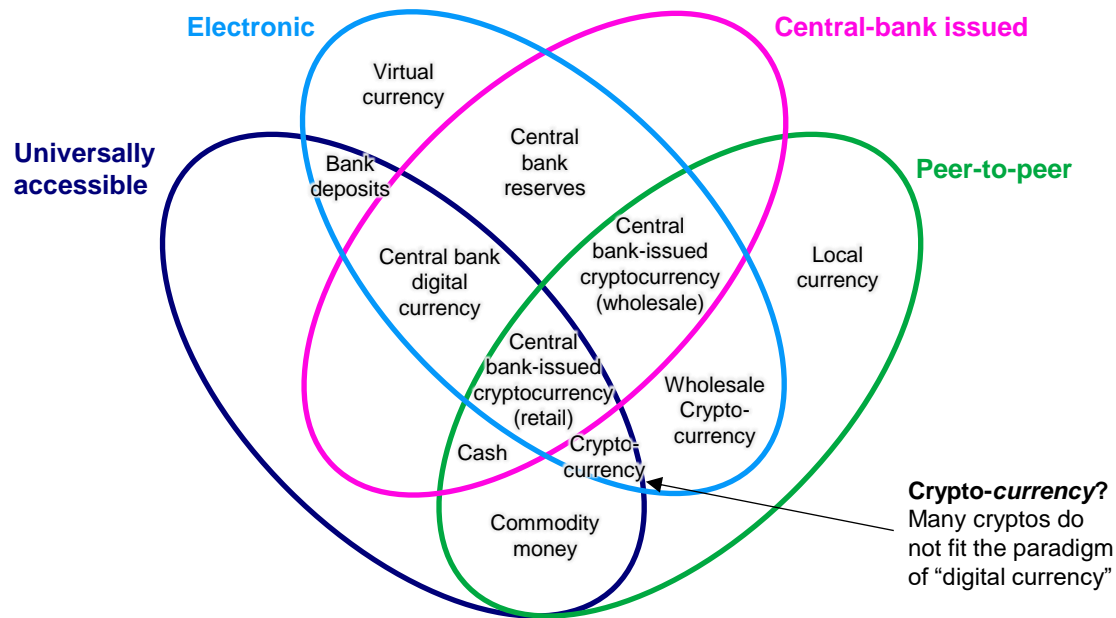 Electronic
Central-bank issued
Virtual
currency
Universally
accessible
Bank
deposits
Central
bank
reserves
Peer-to-peer
Central bank
digital
currency
Central
bank-issued
cryptocurrency
(wholesale)
Local
currency
Central
bank-issued
cryptocurrency
(retail)
Wholesale
Crypto-
currency
Cash
Crypto-
currency
Commodity
money
Crypto-currency?
Many cryptos do
not fit the paradigm
of “digital currency”